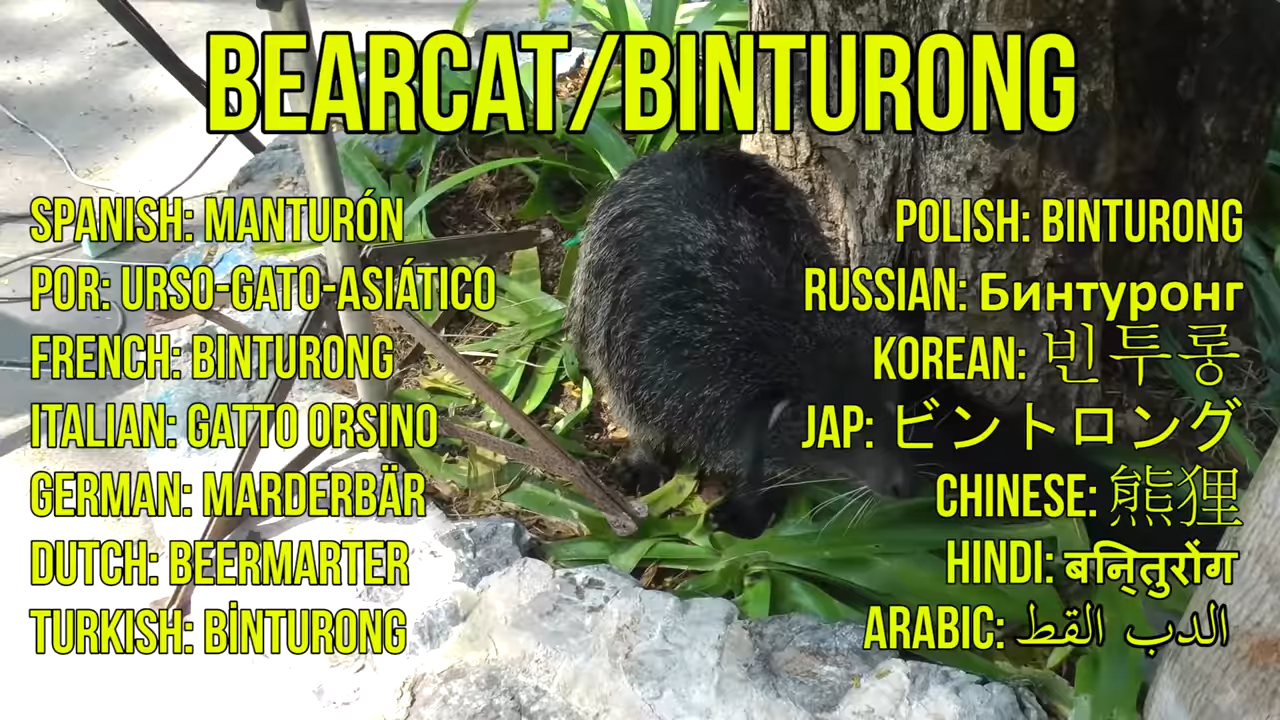 BEARCAT/BINTURONG
SPANISH: MANTURÓN
POR: URSO-GATO-ASIÁTICO
FRENCH: BINTURONG
ITALIAN: GATTO ORSINO
GERMAN: MARDERBÄR
DUTCH: BEERMARTER
TURKISH: BİNTURONG
POLISH: BINTURONG
RUSSIAN: Бинтуронг
KOREAN: 빈투롱
JAP: ビントロング
CHINESE: 熊狸
HINDI: बिन्तुरोंग
ARABIC: الدب القط